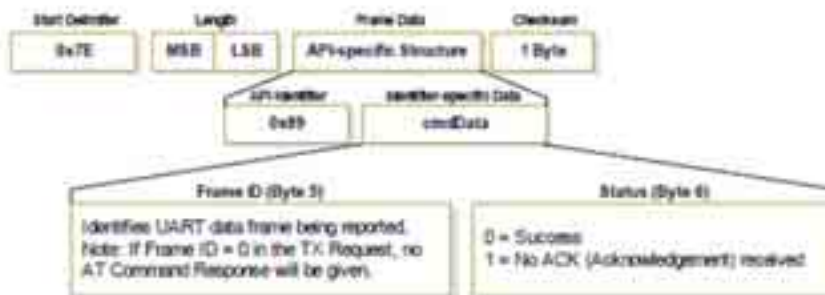 Start Delimiter Length Frame Data Checksum
0x7E MSB LSB API-specific Structure 1 Byte
API Identifier Identifier-specific Data
0x89 cmdData
Frame ID (Byte 5) Status (Byte 6)
Identifies UART data frame being reported.
Note: If Frame ID = 0 in the TX Request, no
AT Command Response will be given.
0 = Success
1 = No ACK (Acknowledgement) received